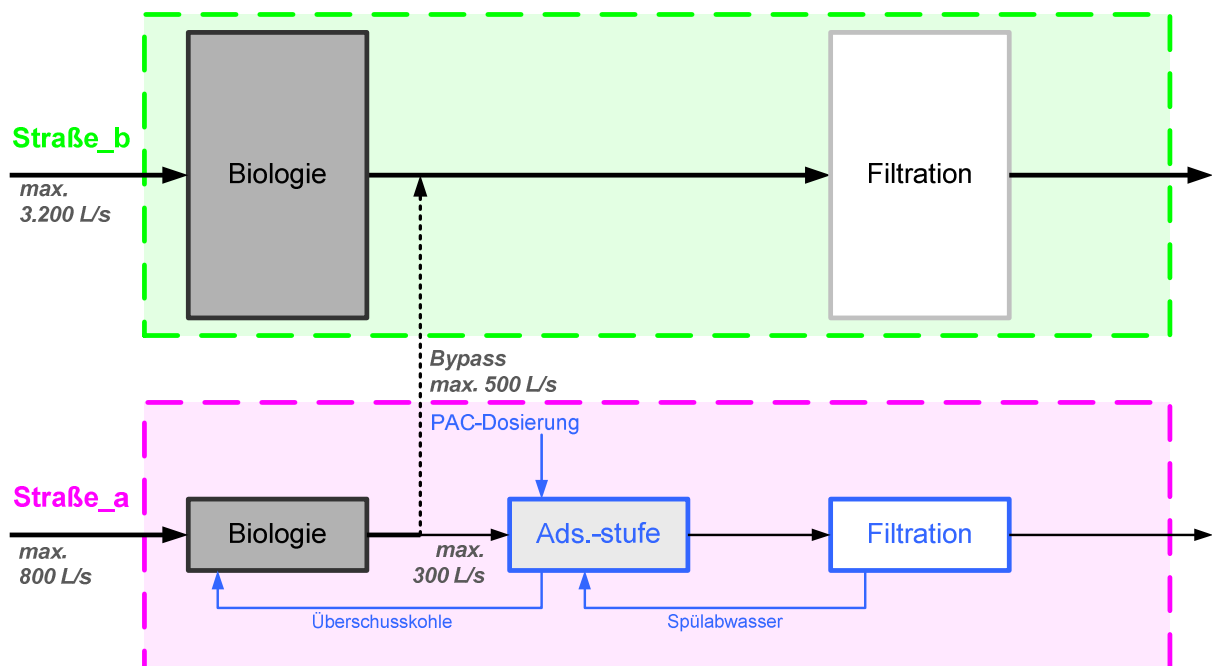 Straße_b
max.
3.200 L/s
Biologie
Filtration
Bypass
max. 500 L/s
PAC-Dosierung
Straße_a
max.
800 L/s
Biologie
max.
300 L/s
Ads.-stufe
Filtration
Überschusskohle
Spülabwasser